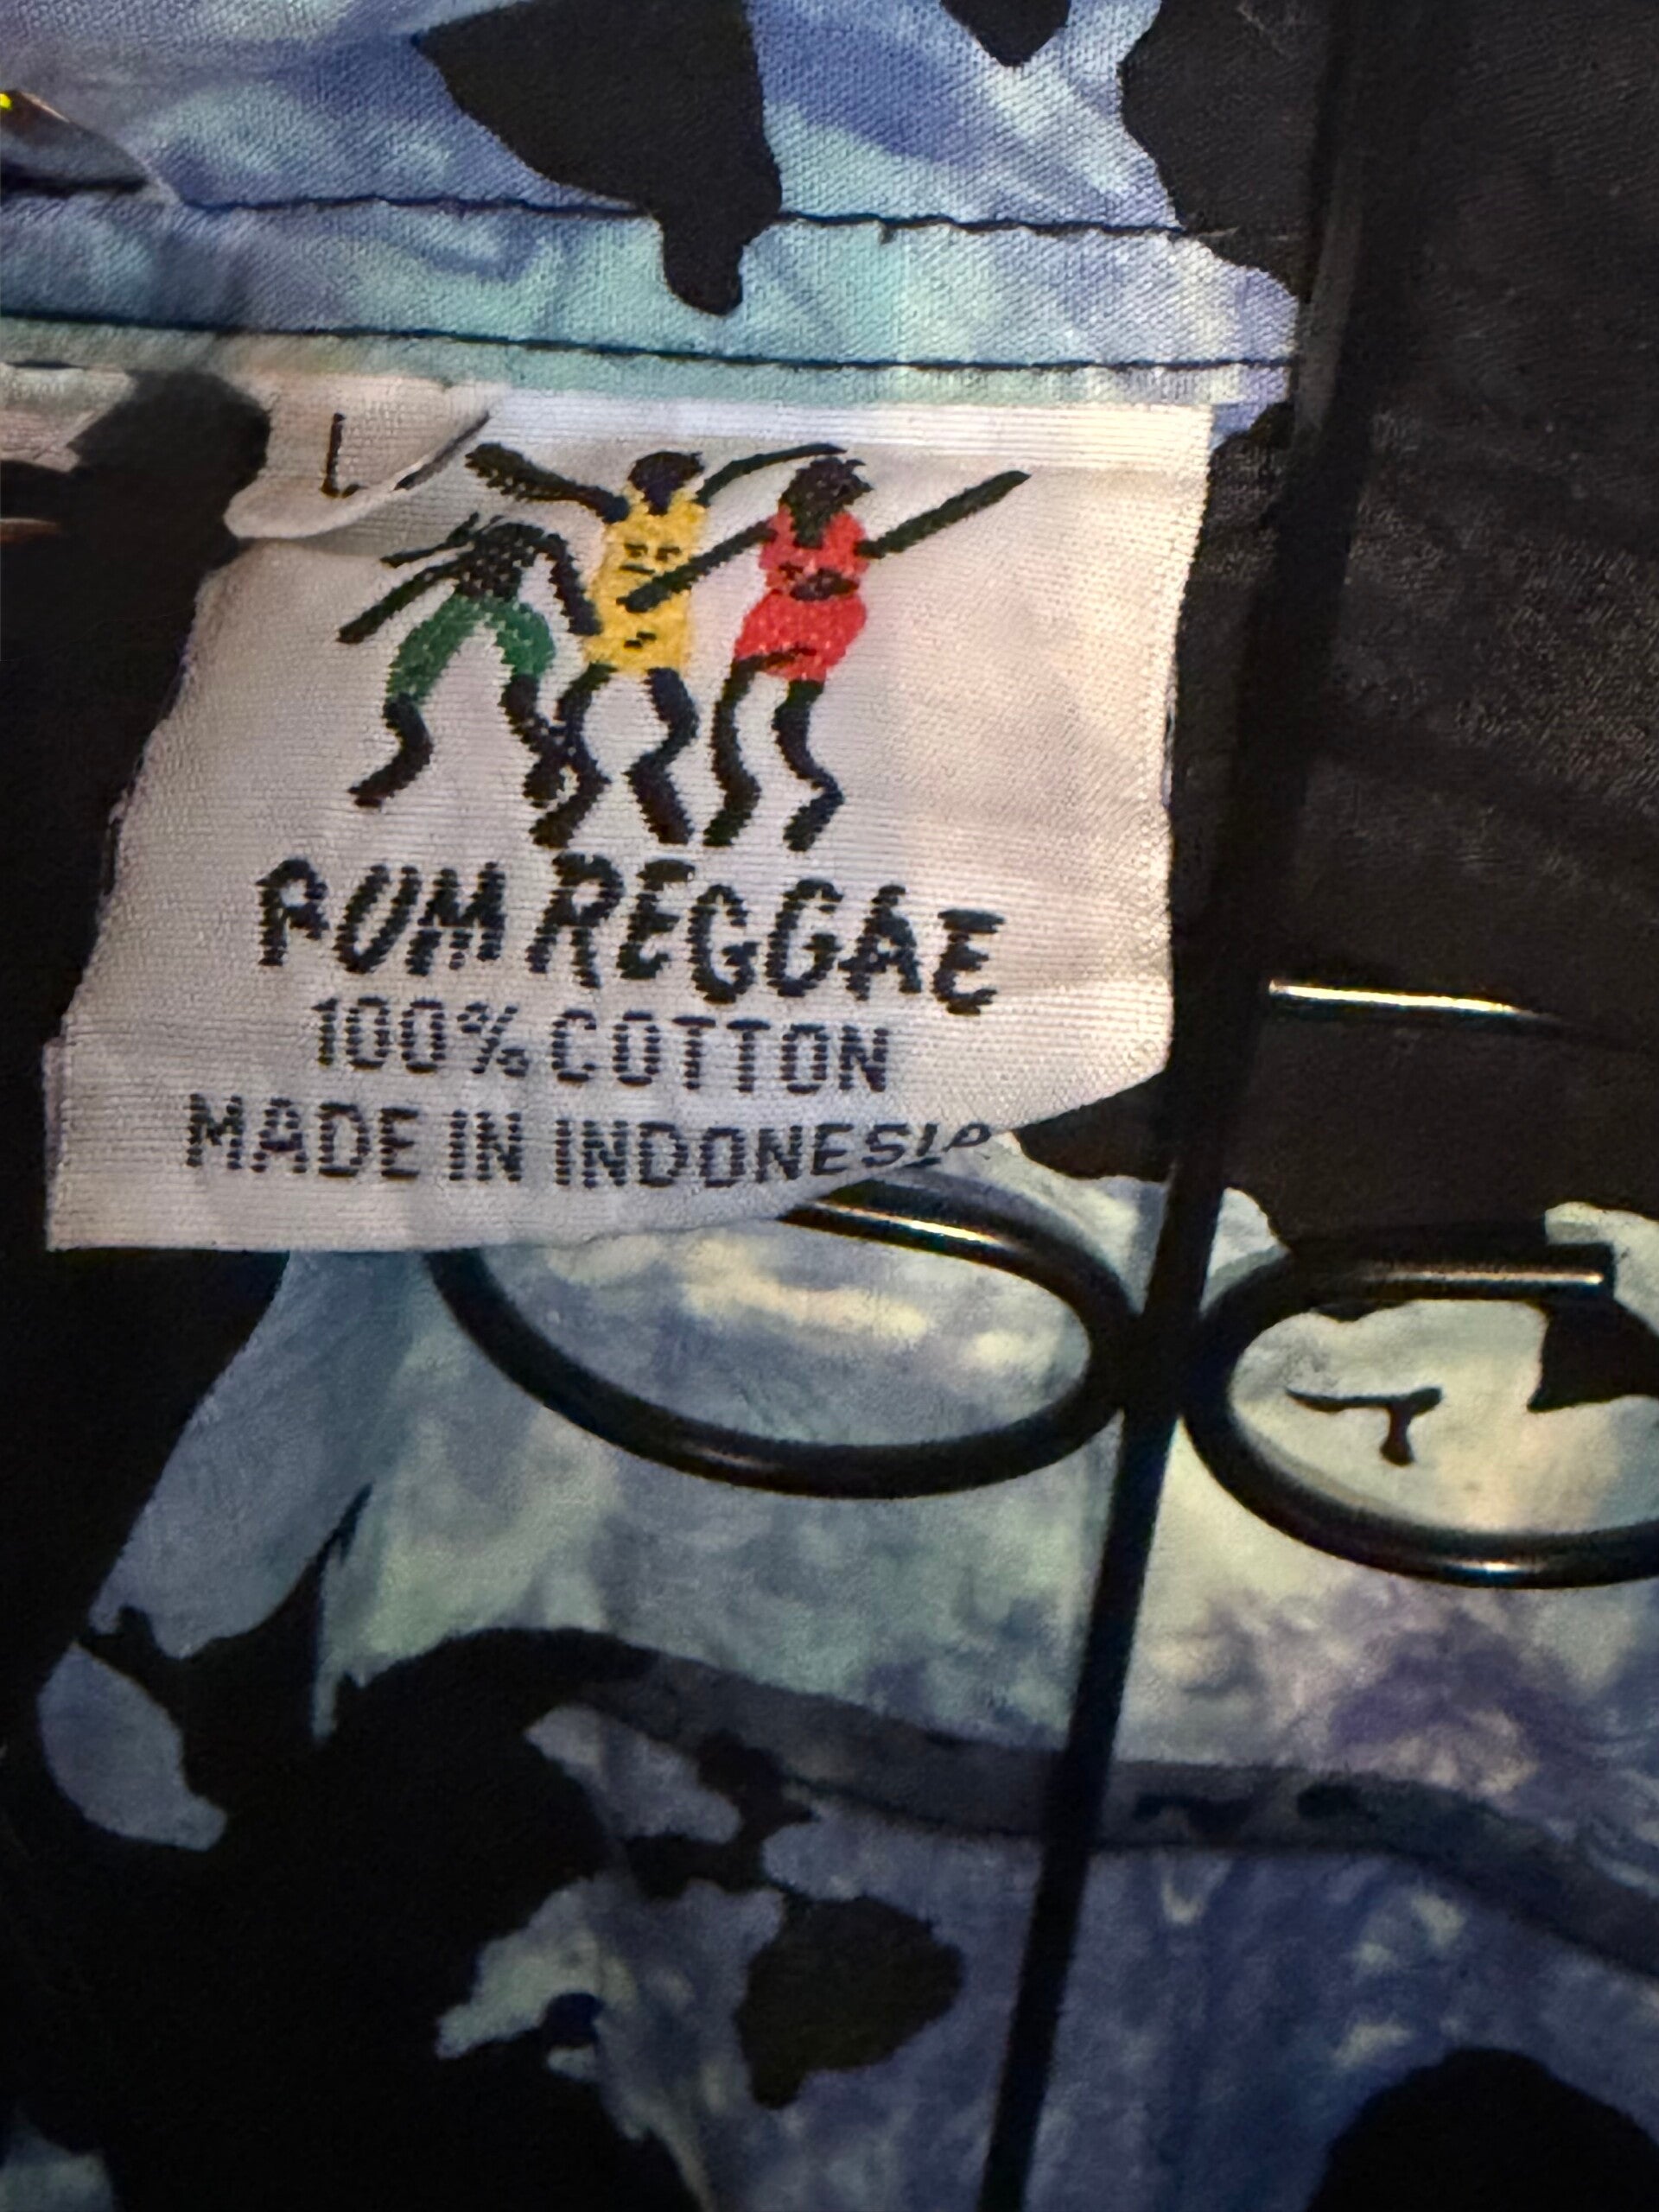 L
RUM REGGAE
100% COTTON
MADE IN INDONESIA